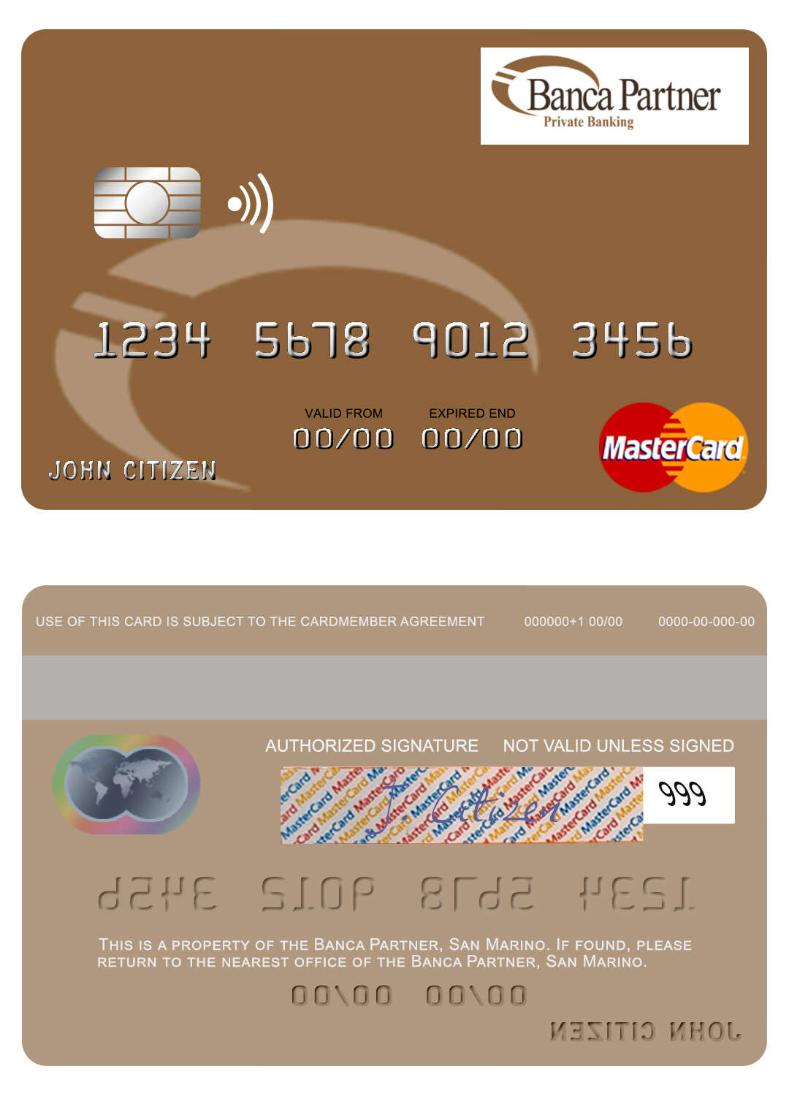 Banca Partner
Private Banking
1234 5678 9012 3456
VALID FROM EXPIRED END
00/00 00/00
JOHN CITIZEN
MasterCard
USE OF THIS CARD IS SUBJECT TO THE CARDMEMBER AGREEMENT 000000+1 00/00 0000-00-000-00
AUTHORIZED SIGNATURE NOT VALID UNLESS SIGNED
MasterCard MasterCard MasterCard MasterCard
J. Citizen
999
1234 5678 9012 3456
THIS IS A PROPERTY OF THE BANCA PARTNER, SAN MARINO. IF FOUND, PLEASE
RETURN TO THE NEAREST OFFICE OF THE BANCA PARTNER, SAN MARINO.
00/00 00/00
JOHN CITIZEN